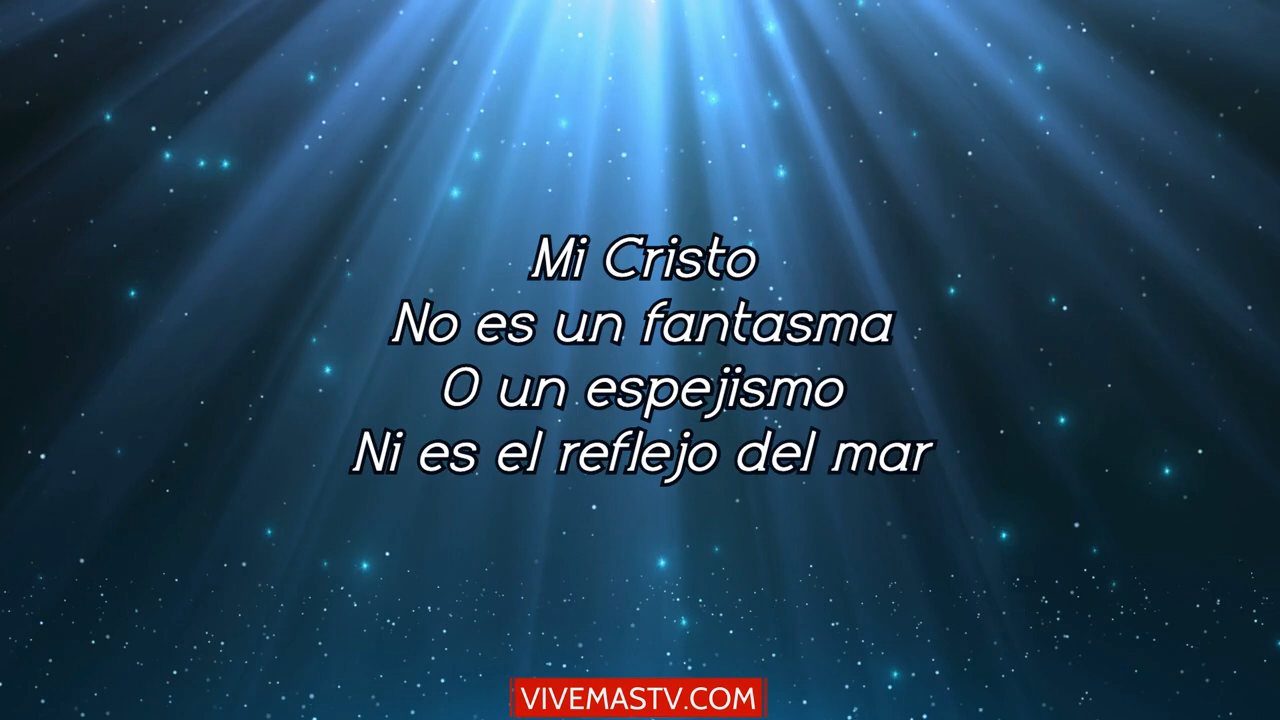 Mi Cristo
No es un fantasma
O un espejismo
Ni es el reflejo del mar
VIVEMASTV.COM